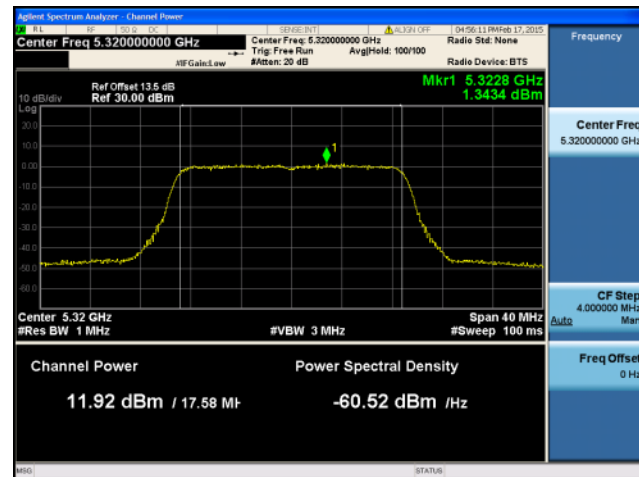 Agilent Spectrum Analyzer - Channel Power
RL RF 50 Ω DC SENSE:INT ALIGN OFF 04:56:11 PM Feb 17, 2015
Center Freq 5.320000000 GHz Center Freq: 5.320000000 GHz Radio Std: None Frequency
Trig: Free Run Avg|Hold: 100/100
#IFGain:Low #Atten: 20 dB Radio Device: BTS
Ref Offset 13.5 dB Mkr1 5.3228 GHz
10 dB/div Ref 30.00 dBm 1.3434 dBm
Log
20.0
10.0
0.00
-10.0
-20.0
-30.0
-40.0
-50.0
-60.0
1
Center Freq
5.320000000 GHz
Center 5.32 GHz Span 40 MHz
#Res BW 1 MHz #VBW 3 MHz #Sweep 100 ms
CF Step
4.000000 MHz
Auto Man
Channel Power Power Spectral Density
11.92 dBm / 17.58 MH -60.52 dBm /Hz
Freq Offset
0 Hz
MSG STATUS